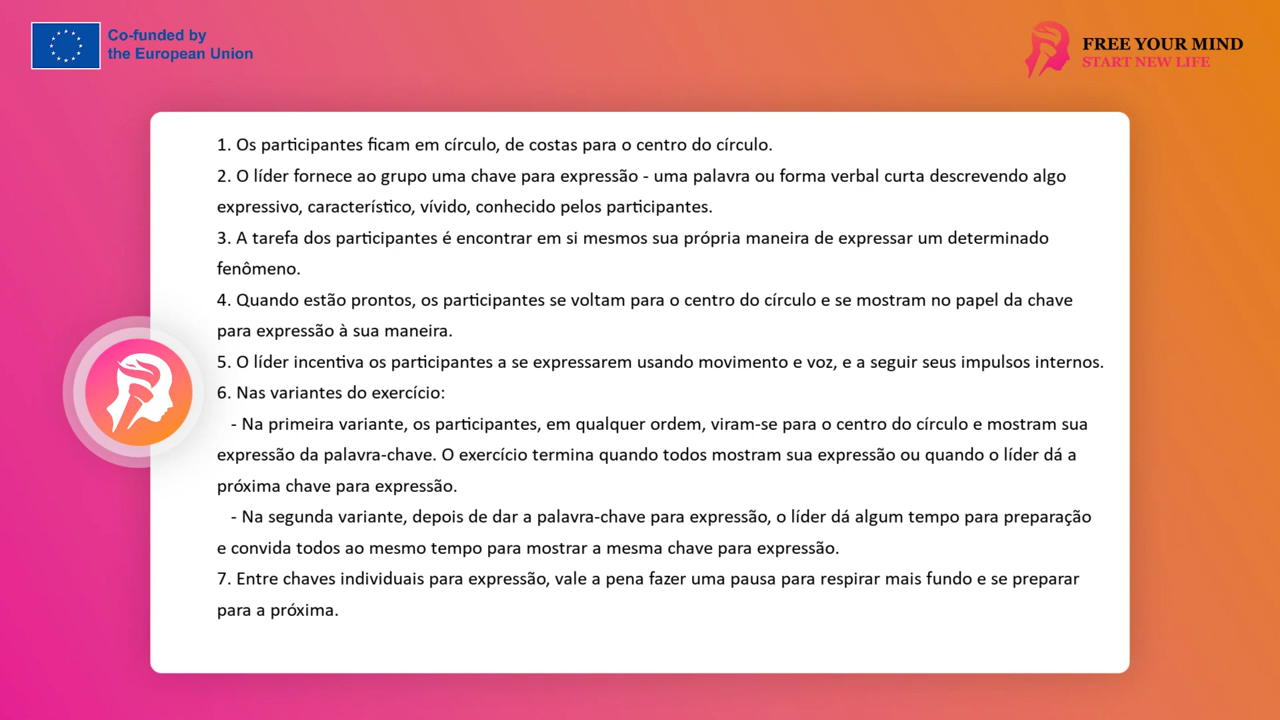 Co-funded by
the European Union
FREE YOUR MIND
START NEW LIFE
1. Os participantes ficam em círculo, de costas para o centro do círculo.
2. O líder fornece ao grupo uma chave para expressão - uma palavra ou forma verbal curta descrevendo algo
expressivo, característico, vívido, conhecido pelos participantes.
3. A tarefa dos participantes é encontrar em si mesmos sua própria maneira de expressar um determinado
fenômeno.
4. Quando estão prontos, os participantes se voltam para o centro do círculo e se mostram no papel da chave
para expressão à sua maneira.
5. O líder incentiva os participantes a se expressarem usando movimento e voz, e a seguir seus impulsos internos.
6. Nas variantes do exercício:
- Na primeira variante, os participantes, em qualquer ordem, viram-se para o centro do círculo e mostram sua
expressão da palavra-chave. O exercício termina quando todos mostram sua expressão ou quando o líder dá a
próxima chave para expressão.
- Na segunda variante, depois de dar a palavra-chave para expressão, o líder dá algum tempo para preparação
e convida todos ao mesmo tempo para mostrar a mesma chave para expressão.
7. Entre chaves individuais para expressão, vale a pena fazer uma pausa para respirar mais fundo e se preparar
para a próxima.